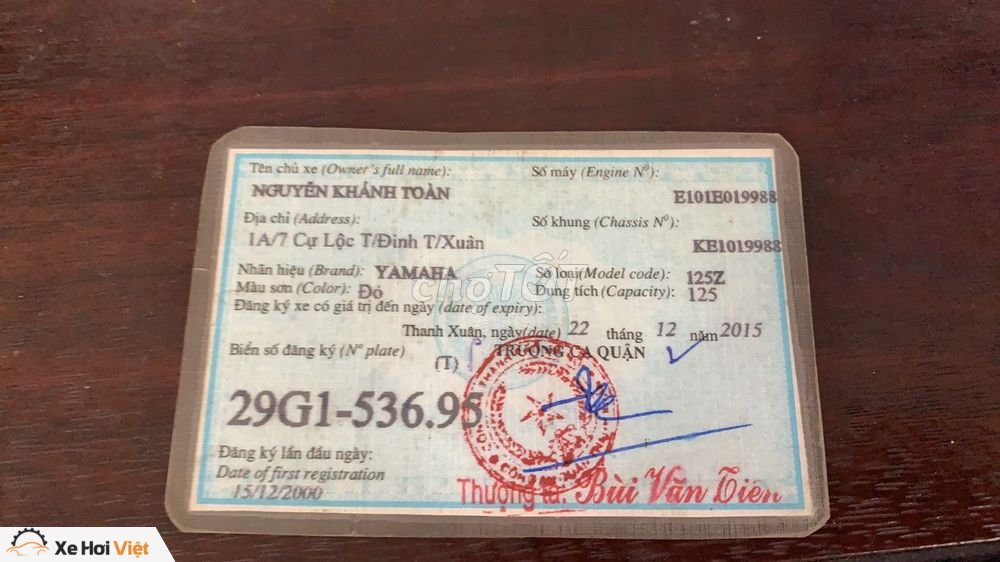 Tên chủ xe (Owner's full name):
NGUYỄN KHÁNH TOÀN
Số máy (Engine Nº):
E101E019988
Địa chỉ (Address):
1A/7 Cự Lộc T/Đình T/Xuân
Số khung (Chassis Nº):
KE1019988
Nhãn hiệu (Brand): YAMAHA
Số loại(Model code): 125Z
Màu sơn (Color): Đỏ
Dung tích (Capacity): 125
Đăng ký xe có giá trị đến ngày (date of expiry):
Thanh Xuân, ngày(date) 22 tháng 12 năm 2015
Biển số đăng ký (Nº plate)
(T) TRƯỞNG CA QUẬN
29G1-536.95
Đăng ký lần đầu ngày:
Date of first registration
15/12/2000
Thượng tá: Bùi Văn Tiên
chợTỐT
Xe Hơi Việt